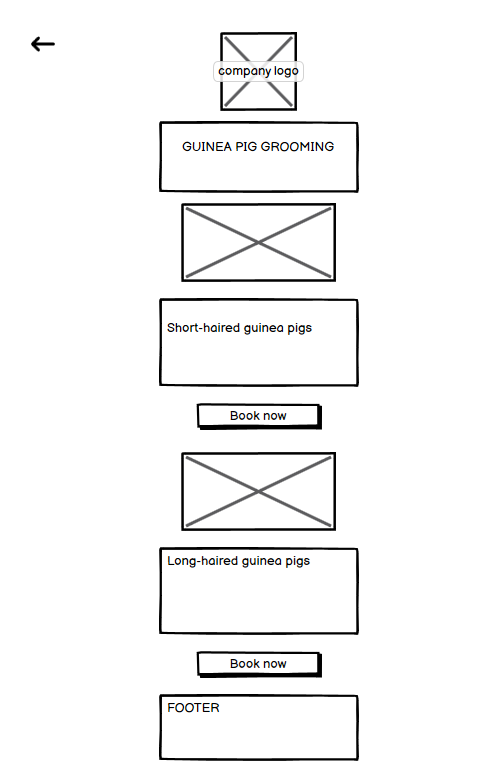 company logo
GUINEA PIG GROOMING
Short-haired guinea pigs
Book now
Long-haired guinea pigs
Book now
FOOTER